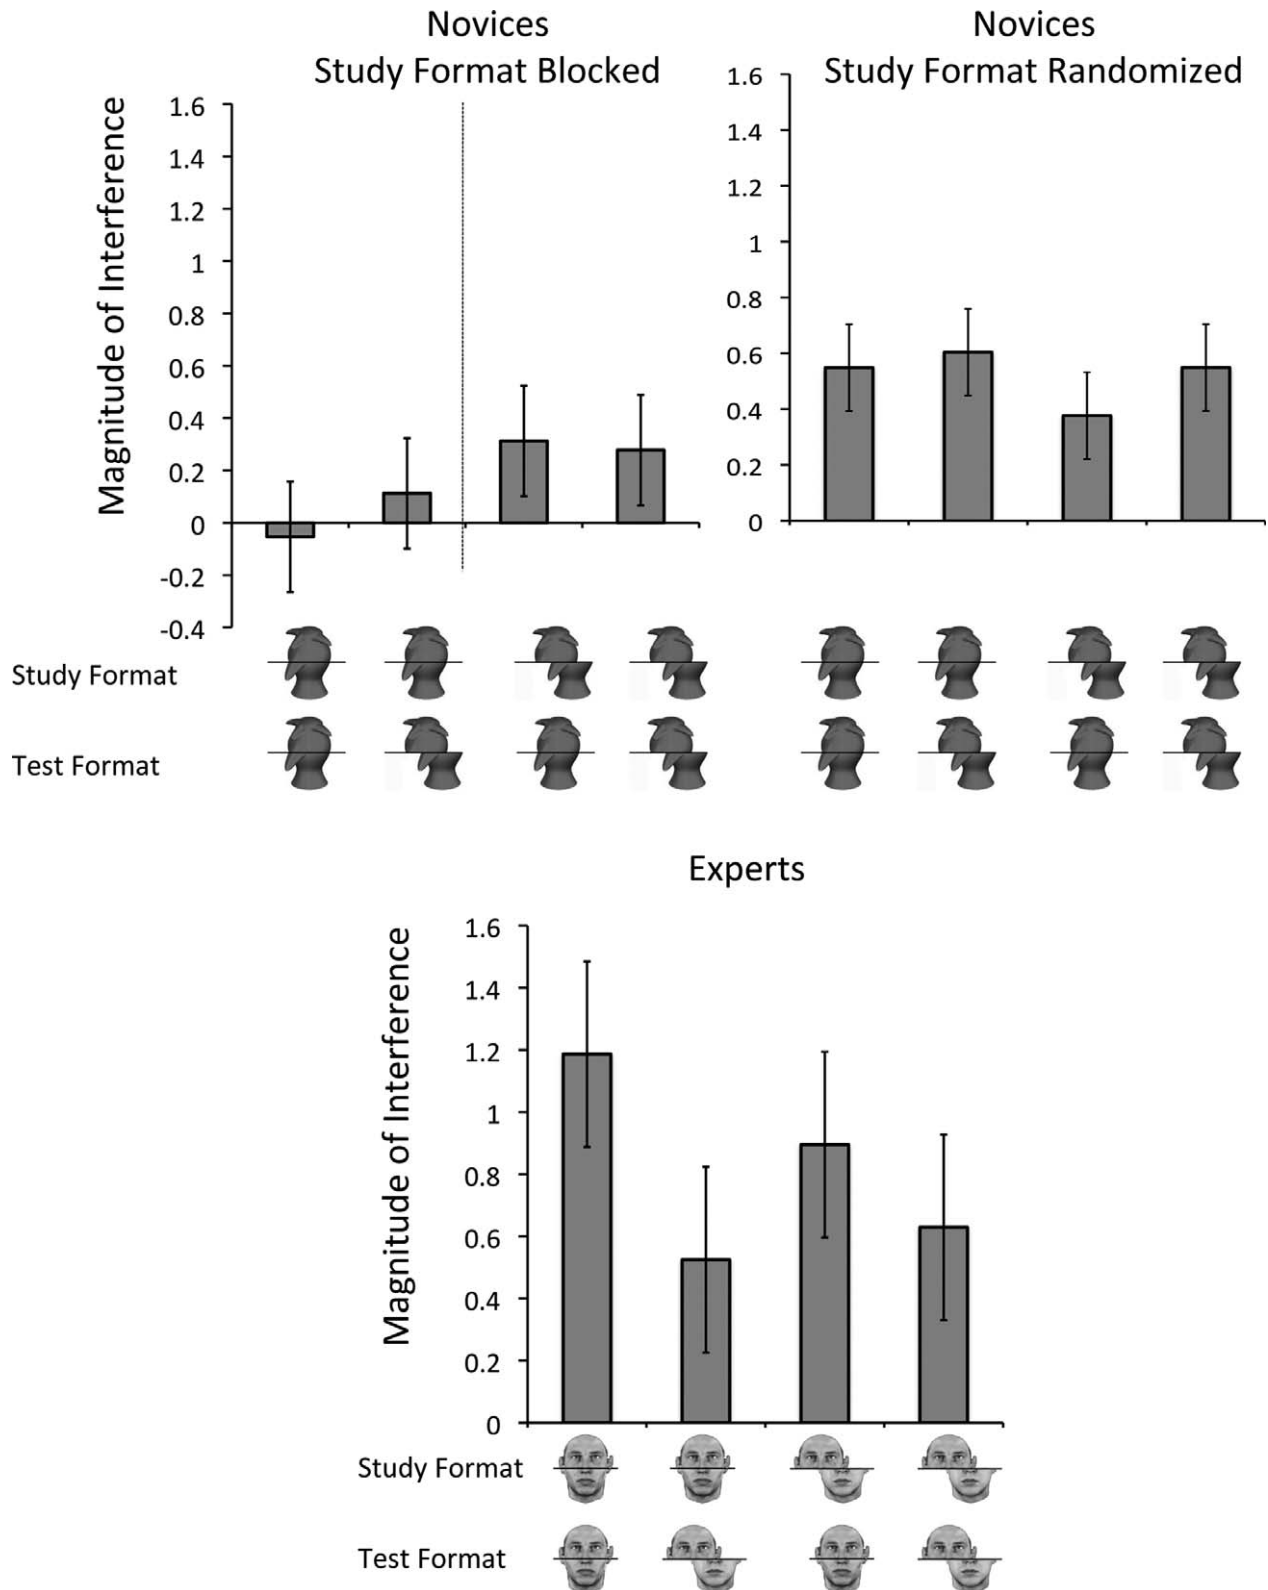 Novices
Study Format Blocked
Novices
Study Format Randomized
Magnitude of Interference
1.6
1.4
1.2
1
0.8
0.6
0.4
0.2
0
-0.2
-0.4
1.6
1.4
1.2
1
0.8
0.6
0.4
0.2
0
Study Format
Test Format
Experts
Magnitude of Interference
1.6
1.4
1.2
1
0.8
0.6
0.4
0.2
0
Study Format
Test Format